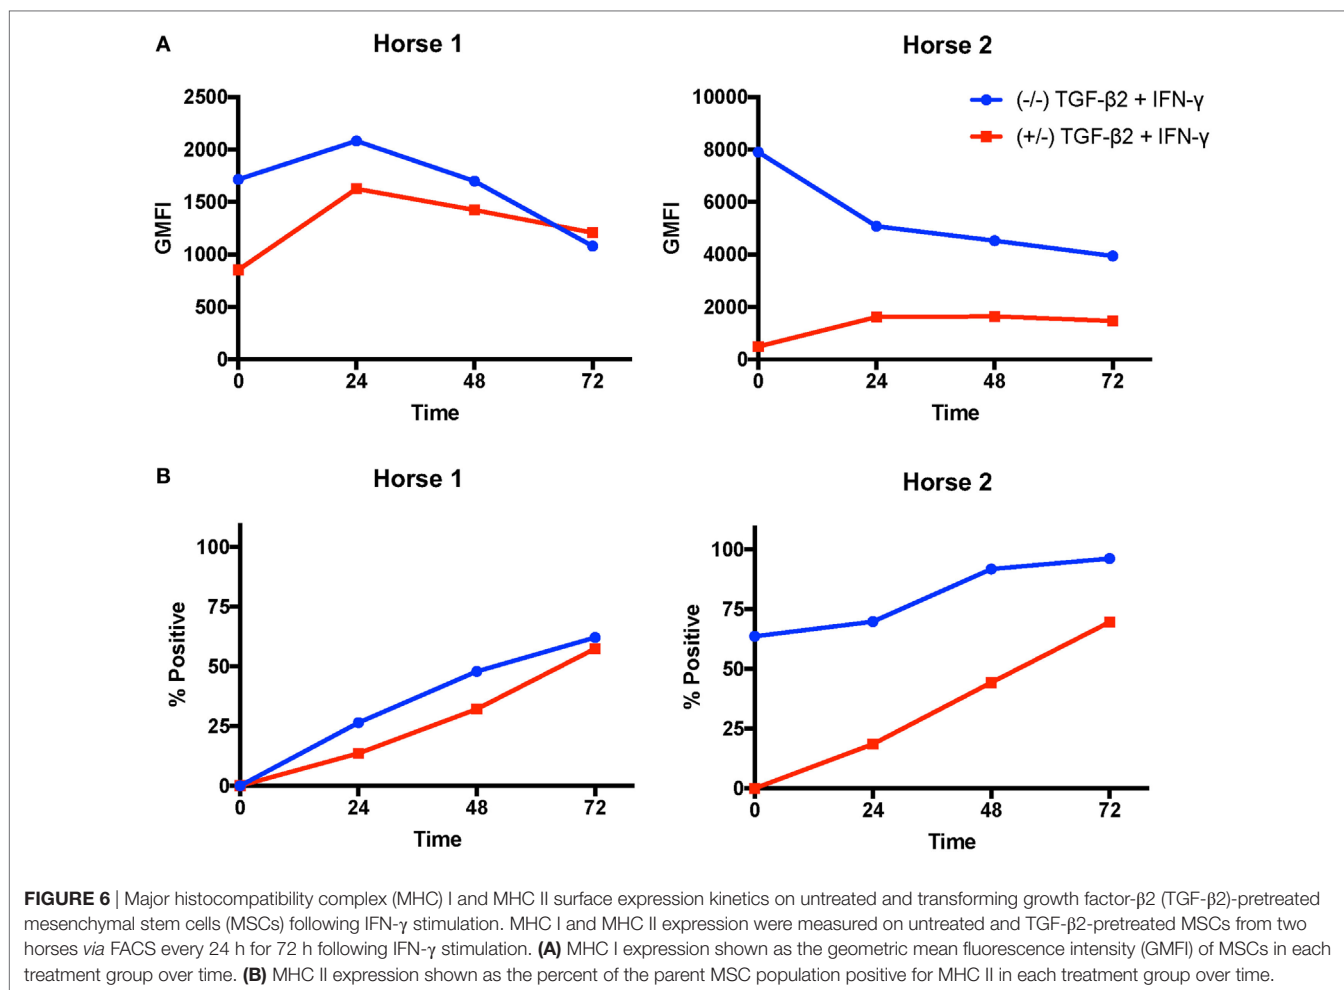 A
Horse 1
Horse 2
2500
2000
1500
1000
500
0
GMFI
0 24 48 72
Time
10000
8000
6000
4000
2000
0
GMFI
0 24 48 72
Time
(-/-) TGF-β2 + IFN-γ
(+/-) TGF-β2 + IFN-γ
B
Horse 1
Horse 2
100
75
50
25
0
% Positive
0 24 48 72
Time
100
75
50
25
0
% Positive
0 24 48 72
Time
FIGURE 6 | Major histocompatibility complex (MHC) I and MHC II surface expression kinetics on untreated and transforming growth factor-β2 (TGF-β2)-pretreated
mesenchymal stem cells (MSCs) following IFN-γ stimulation. MHC I and MHC II expression were measured on untreated and TGF-β2-pretreated MSCs from two
horses via FACS every 24 h for 72 h following IFN-γ stimulation. (A) MHC I expression shown as the geometric mean fluorescence intensity (GMFI) of MSCs in each
treatment group over time. (B) MHC II expression shown as the percent of the parent MSC population positive for MHC II in each treatment group over time.